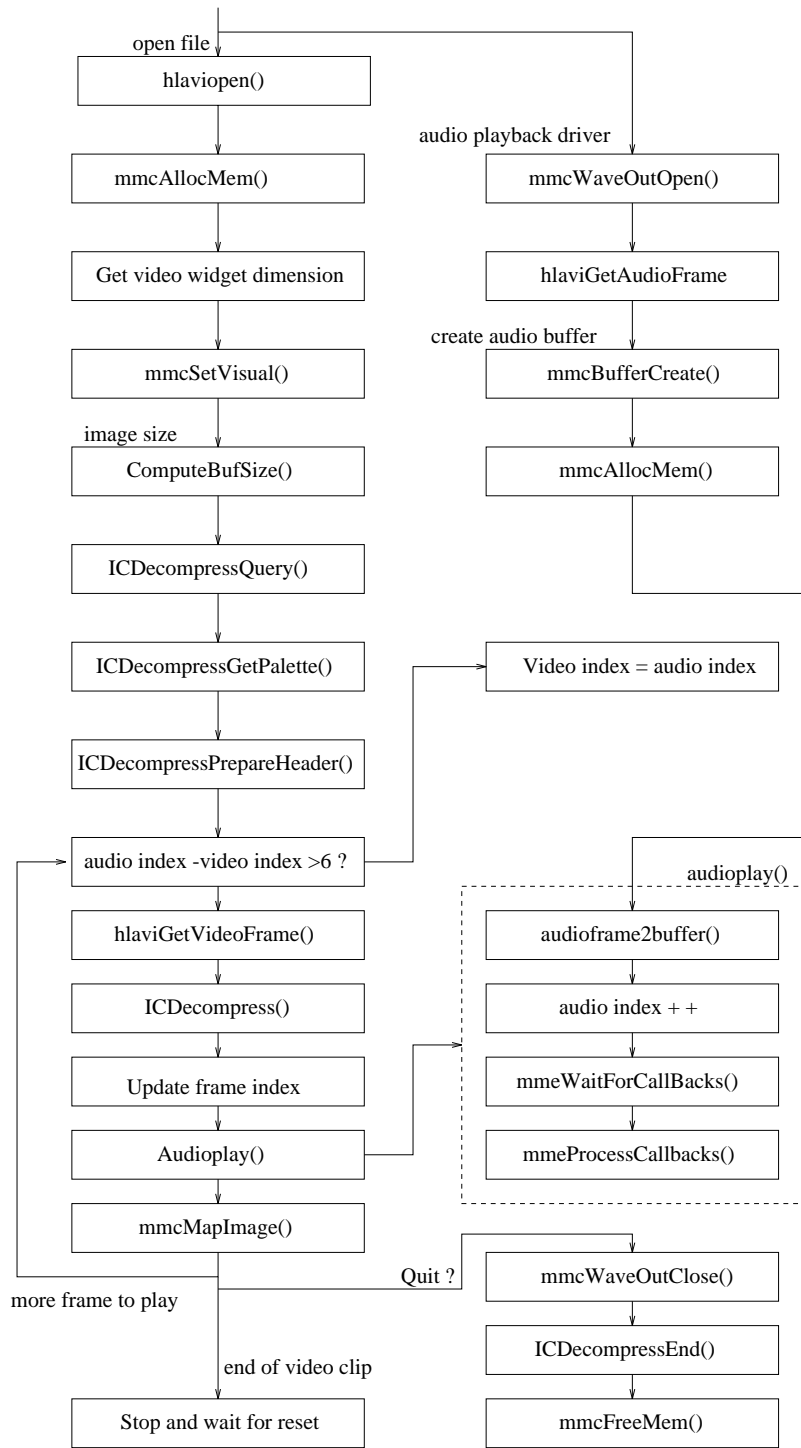 open file
hlaviopen()
audio playback driver
mmcAllocMem()
mmcWaveOutOpen()
Get video widget dimension
hlaviGetAudioFrame
create audio buffer
mmcSetVisual()
mmcBufferCreate()
image size
ComputeBufSize()
mmcAllocMem()
ICDecompressQuery()
ICDecompressGetPalette()
Video index = audio index
ICDecompressPrepareHeader()
audio index -video index >6 ?
audioplay()
hlaviGetVideoFrame()
audioframe2buffer()
ICDecompress()
audio index + +
Update frame index
mmeWaitForCallBacks()
Audioplay()
mmeProcessCallbacks()
mmcMapImage()
Quit ?
mmcWaveOutClose()
more frame to play
ICDecompressEnd()
end of video clip
Stop and wait for reset
mmcFreeMem()